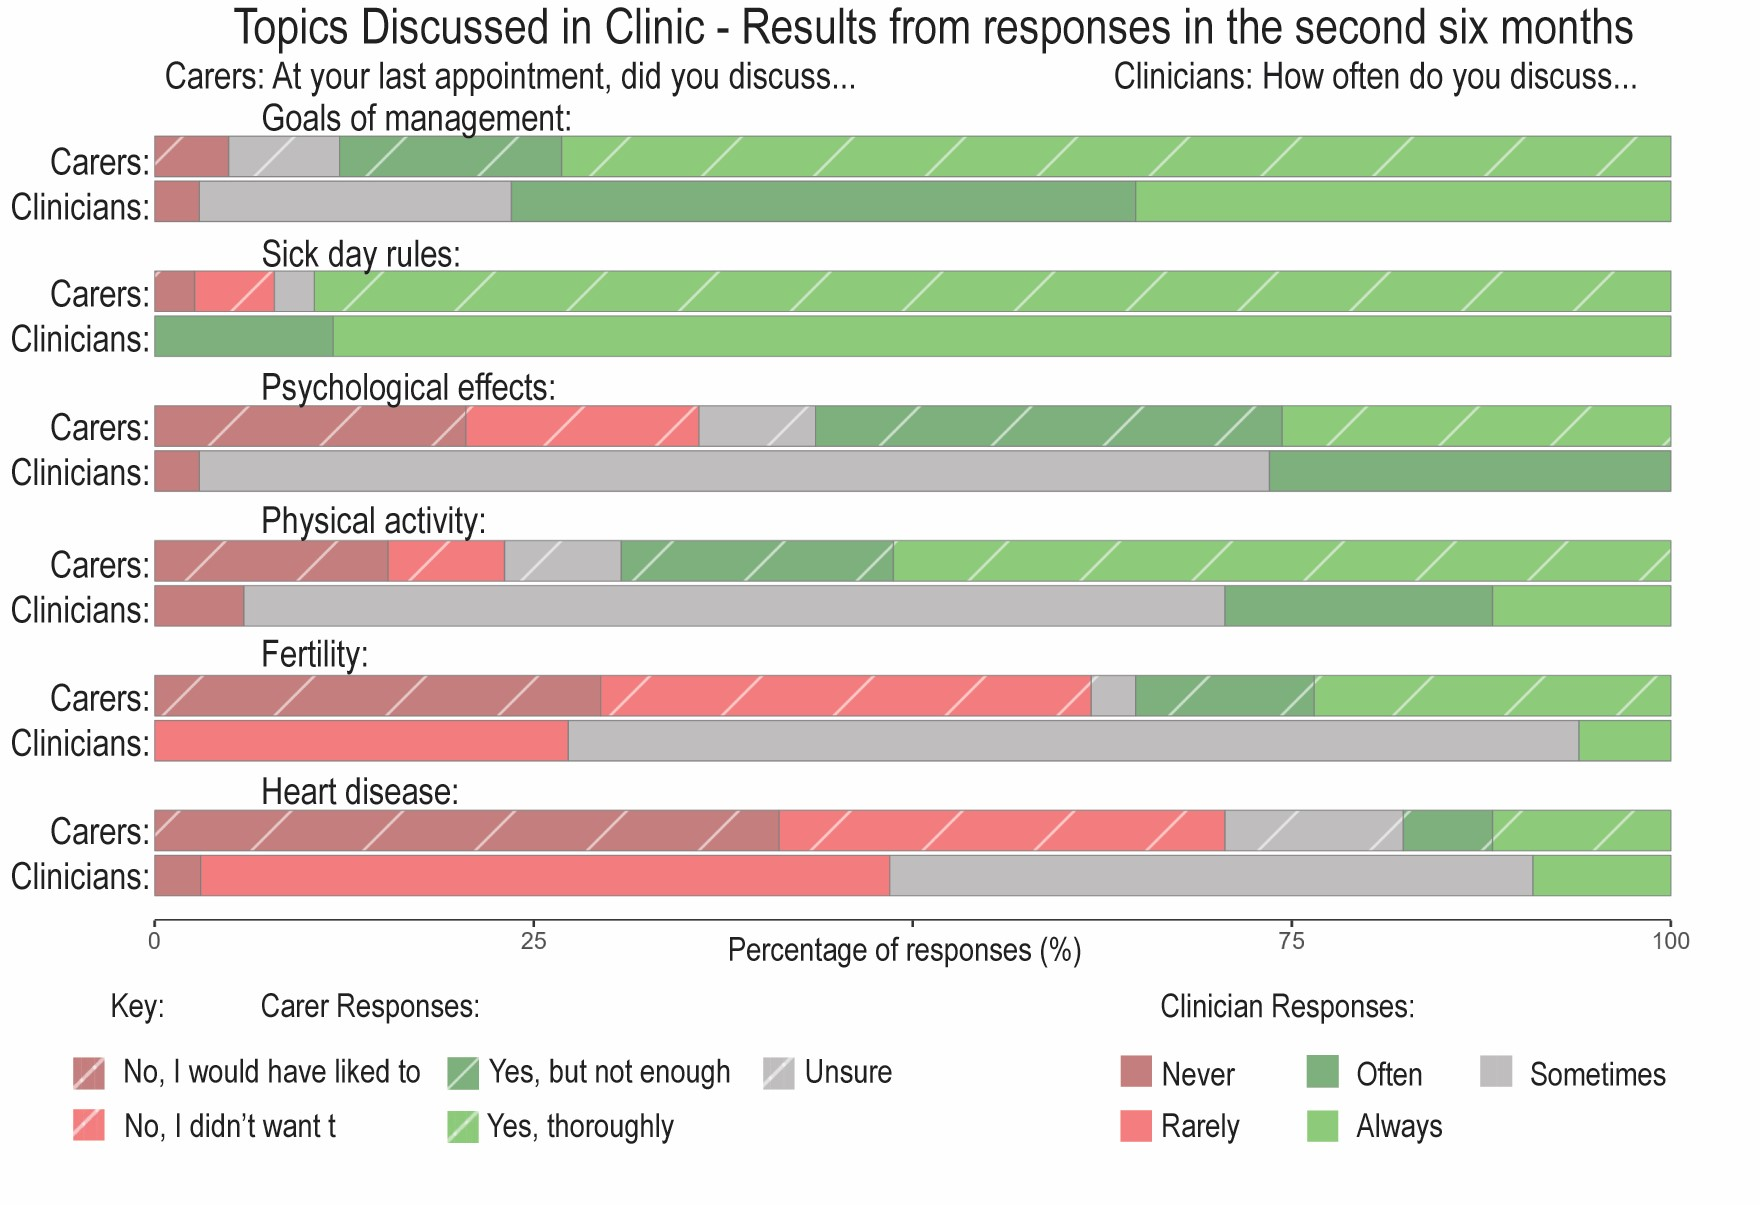 Topics Discussed in Clinic - Results from responses in the second six months
Carers: At your last appointment, did you discuss... Clinicians: How often do you discuss...
Goals of management:
Carers:
Clinicians:
Sick day rules:
Carers:
Clinicians:
Psychological effects:
Carers:
Clinicians:
Physical activity:
Carers:
Clinicians:
Fertility:
Carers:
Clinicians:
Heart disease:
Carers:
Clinicians:
0 25 75 100
Percentage of responses (%)
Key: Carer Responses: Clinician Responses:
No, I would have liked to Yes, but not enough Unsure Never Often Sometimes
No, I didn't want t Yes, thoroughly Rarely Always